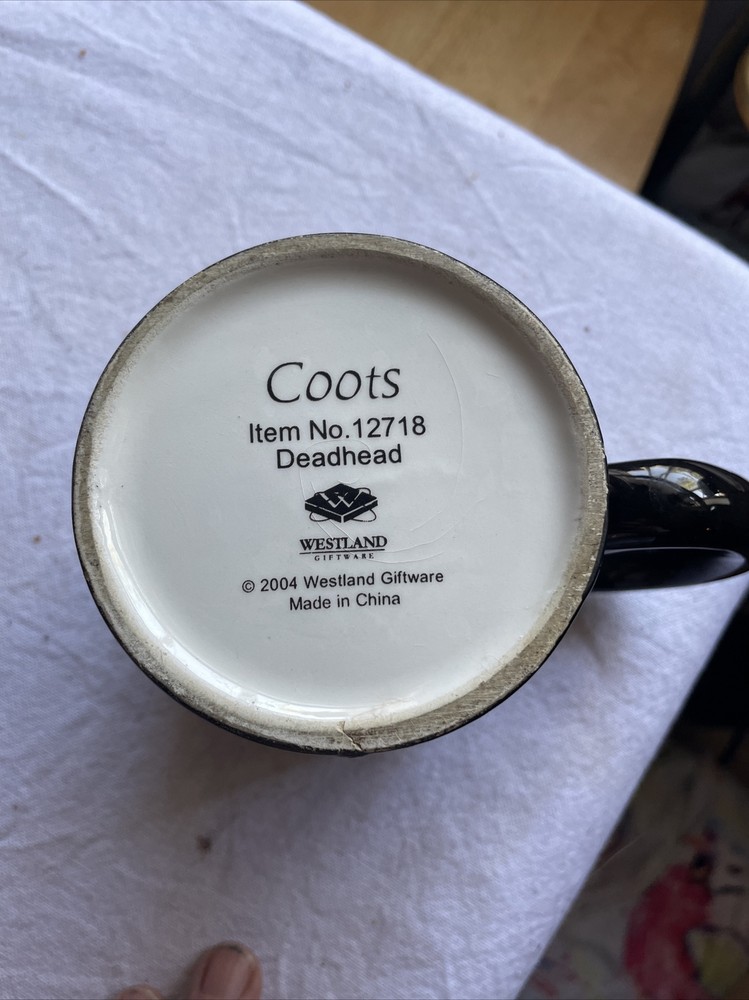 Coots
Item No.12718
Deadhead
W
WESTLAND
GIFTWARE
© 2004 Westland Giftware
Made in China